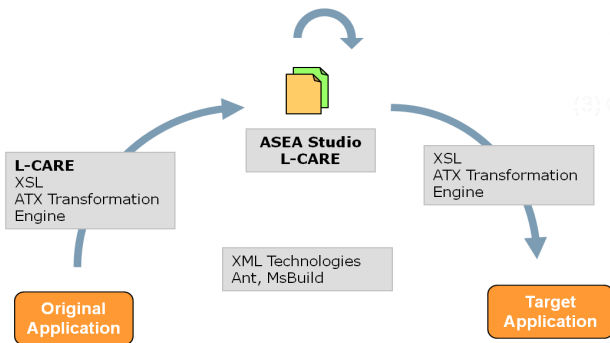 ASEA Studio
L-CARE
L-CARE
XSL
ATX Transformation
Engine
XSL
ATX Transformation
Engine
XML Technologies
Ant, MsBuild
Original
Application
Target
Application